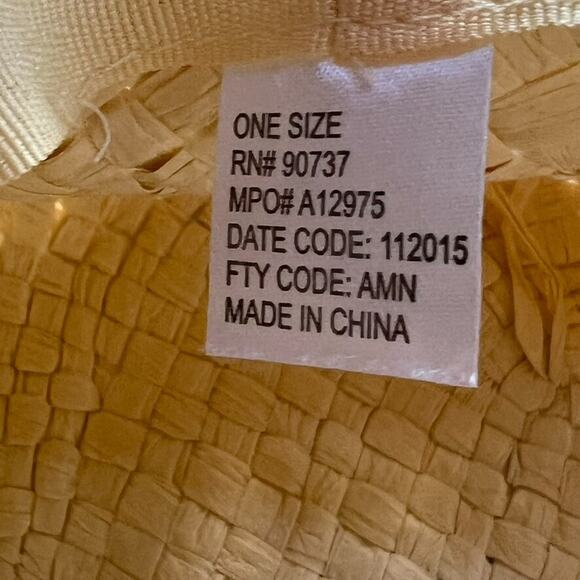 ONE SIZE
RN# 90737
MPO# A12975
DATE CODE: 112015
FTY CODE: AMN
MADE IN CHINA